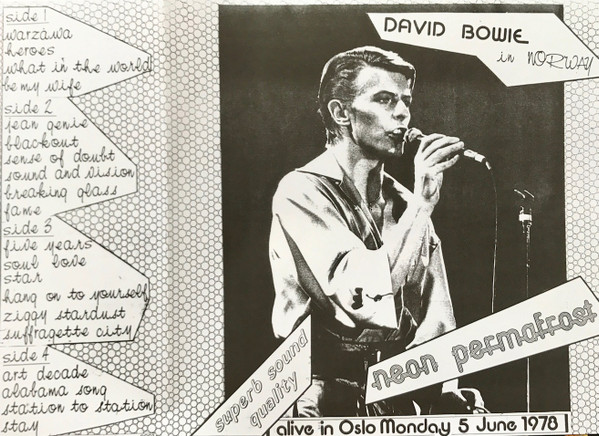 side 1
warzawa
heroes
what in the world
be my wife
side 2
jean genie
blackout
sense of doubt
sound and vision
breaking glass
fame
side 3
five years
soul love
star
hang on to yourself
ziggy stardust
suffragette city
side 4
art decade
alabama song
station to station
stay
DAVID BOWIE
in NORWAY
neon permafrost
superb sound
quality
alive in Oslo Monday 5 June 1978